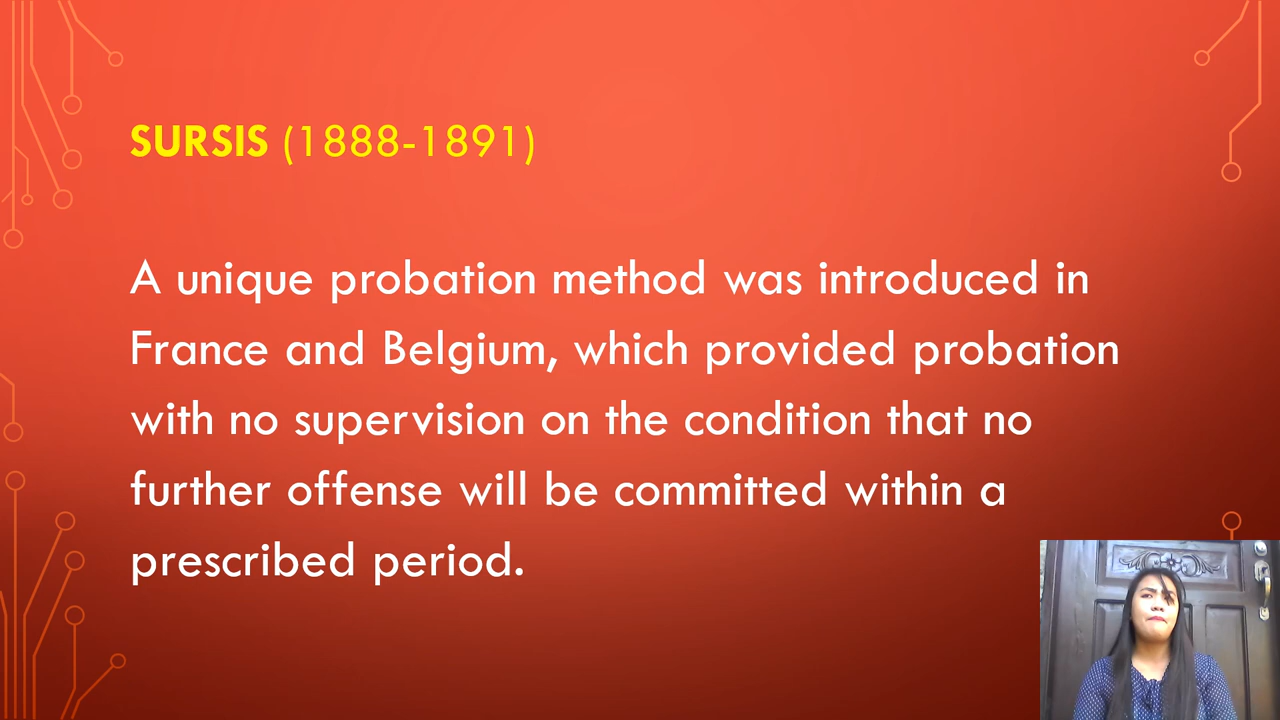 SURSIS (1888-1891)
A unique probation method was introduced in
France and Belgium, which provided probation
with no supervision on the condition that no
further offense will be committed within a
prescribed period.